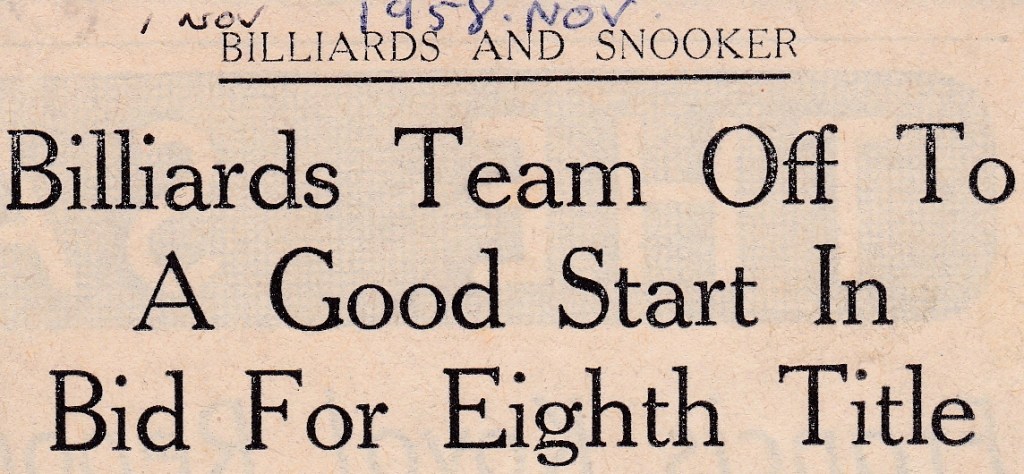 1 NOV 1958. NOV.
BILLIARDS AND SNOOKER
Billiards Team Off To
A Good Start In
Bid For Eighth Title